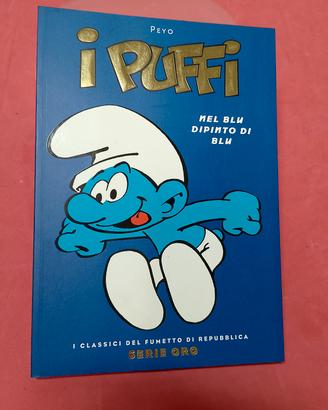 PEYO
i PUFFi
NEL BLU
DIPINTO DI
BLU
I CLASSICI DEL FUMETTO DI REPUBBLICA
SERIE ORO